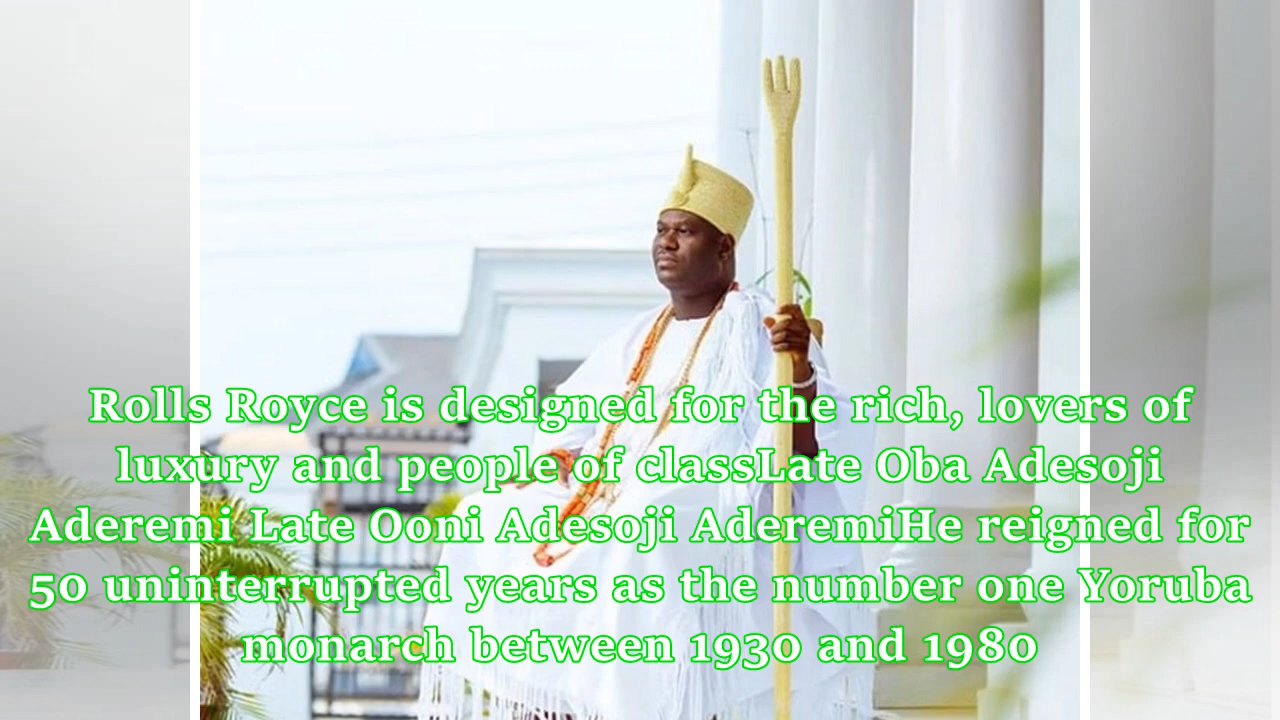 Rolls Royce is designed for the rich, lovers of
luxury and people of classLate Oba Adesoji
Aderemi Late Ooni Adesoji AderemiHe reigned for
50 uninterrupted years as the number one Yoruba
monarch between 1930 and 1980